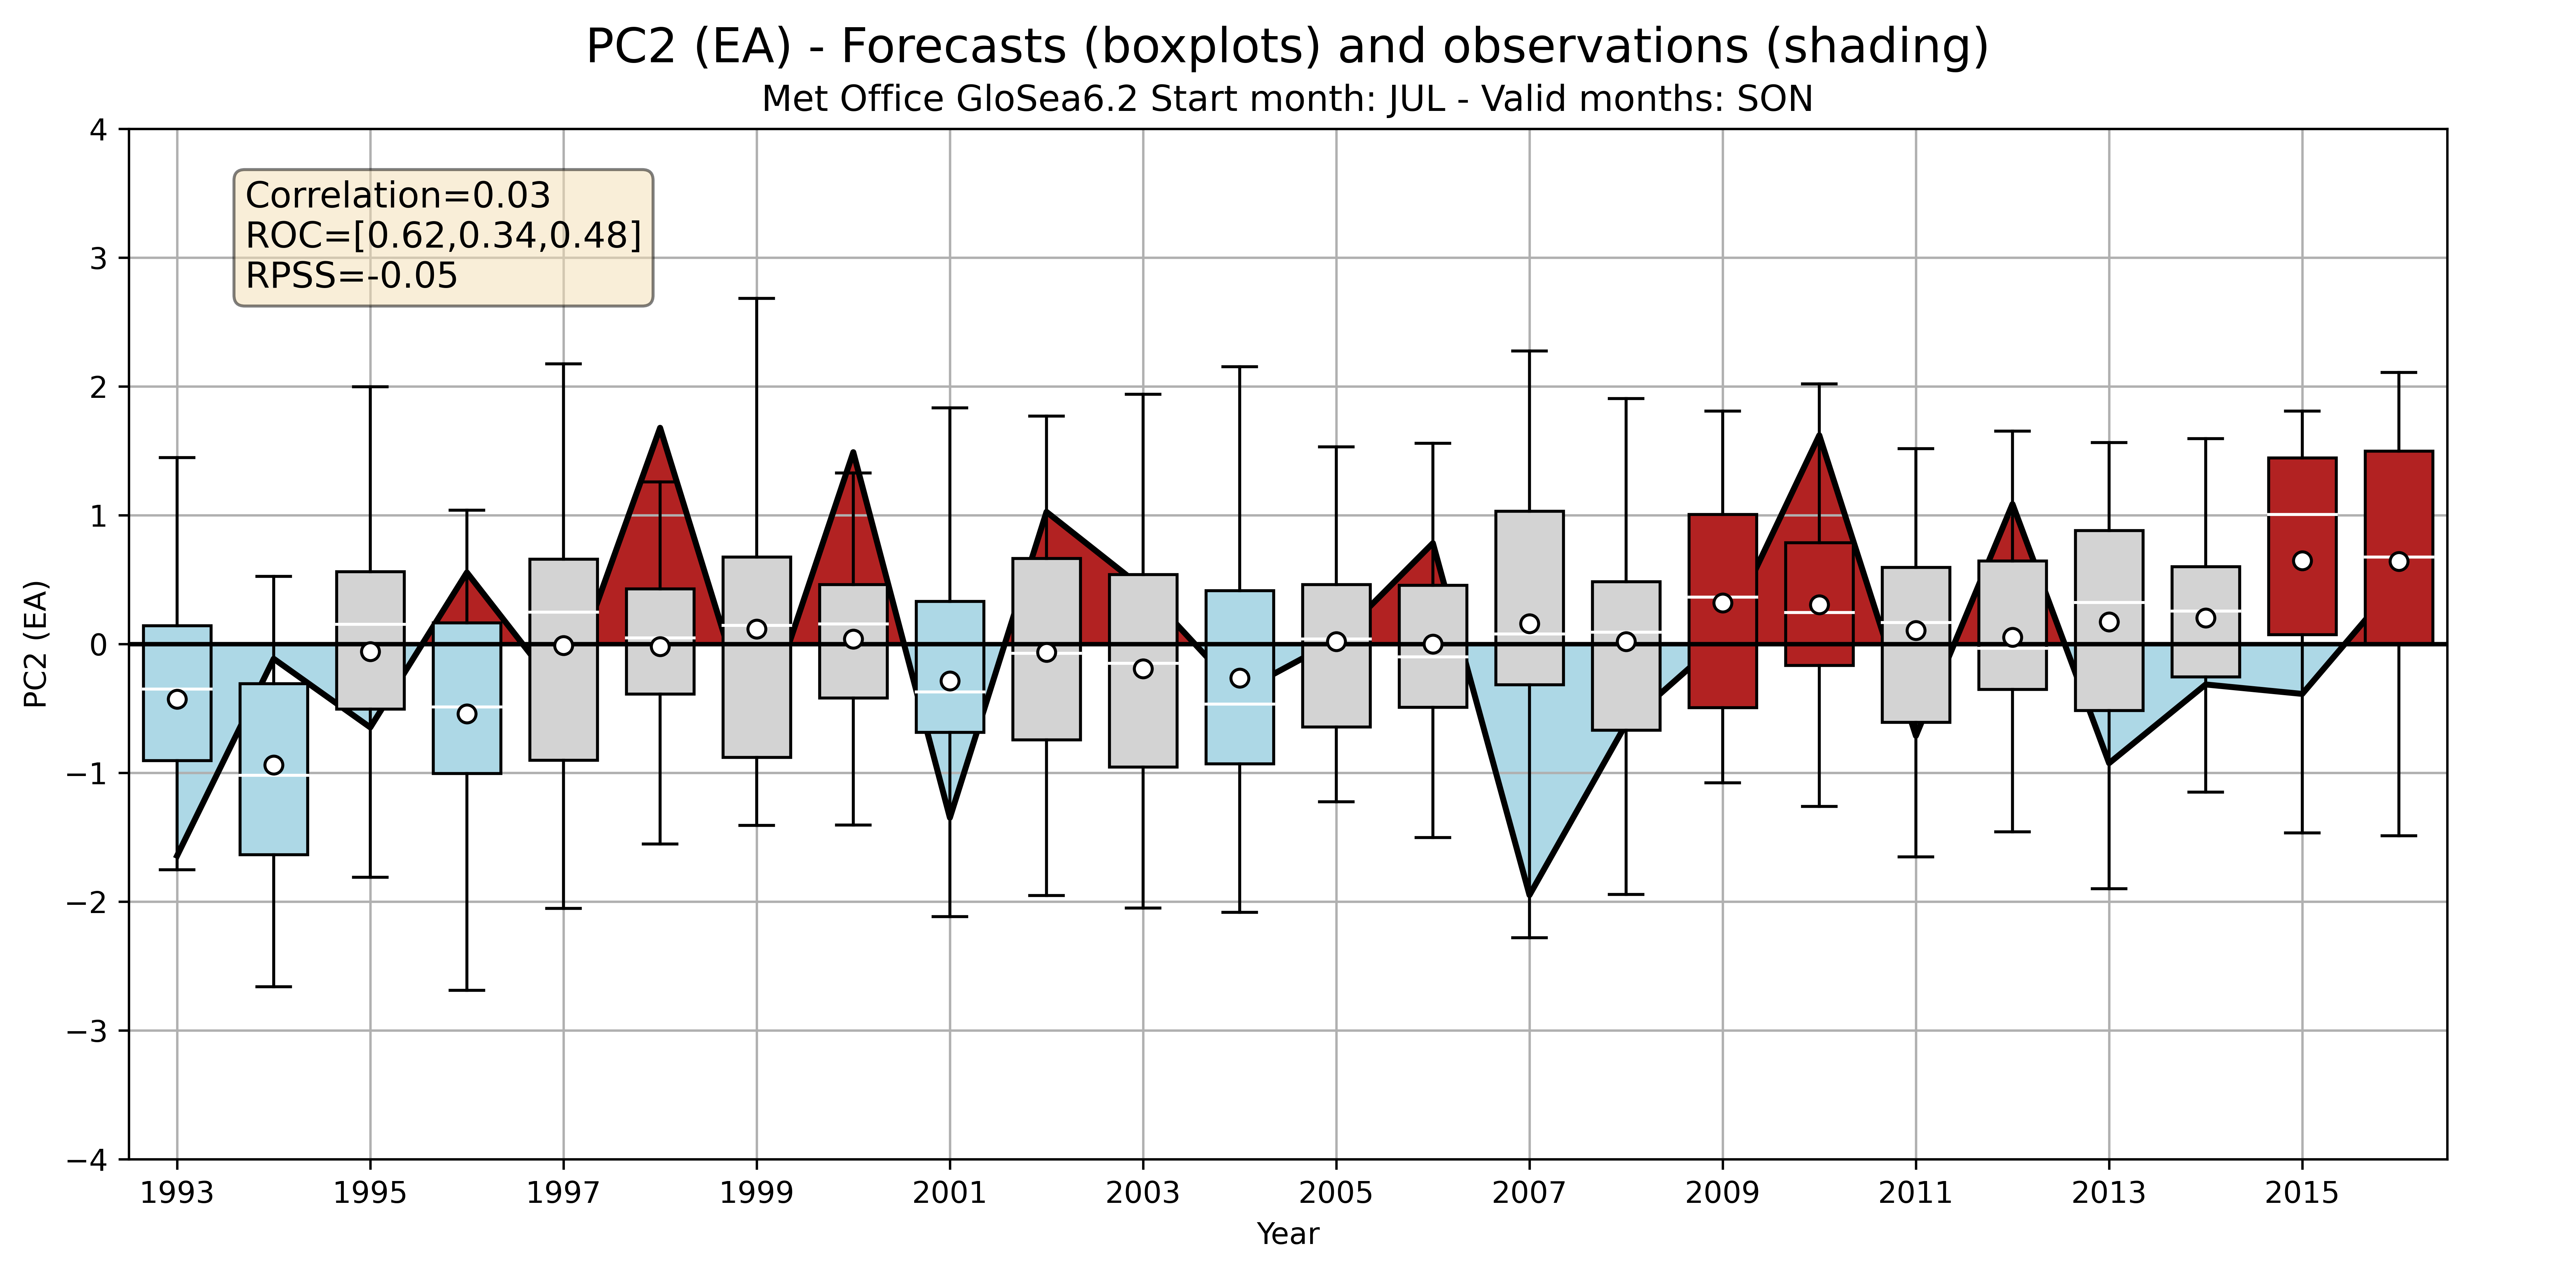 PC2 (EA) - Forecasts (boxplots) and observations (shading)
Met Office GloSea6.2 Start month: JUL - Valid months: SON
Correlation=0.03
ROC=[0.62,0.34,0.48]
RPSS=-0.05
PC2 (EA)
4
3
2
1
0
−1
−2
−3
−4
1993 1995 1997 1999 2001 2003 2005 2007 2009 2011 2013 2015
Year